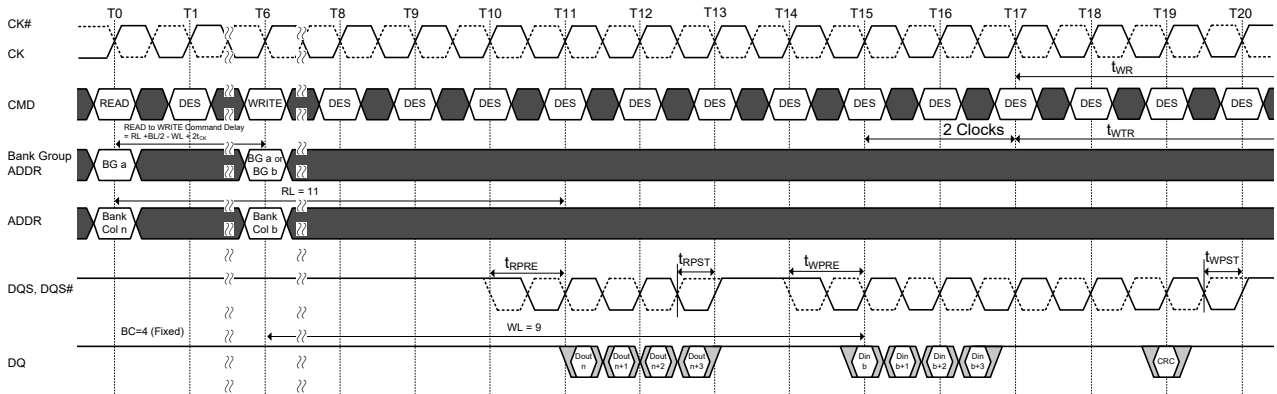 T0 T1 T6 T8 T9 T10 T11 T12 T13 T14 T15 T16 T17 T18 T19 T20
CK#
CK
tWR
CMD READ DES WRITE DES DES DES DES DES DES DES DES DES DES DES DES DES
READ to WRITE Command Delay
= RL +BL/2 - WL + 2tCK
2 Clocks tWTR
Bank Group
ADDR
BG a
BG a or
BG b
RL = 11
ADDR
Bank
Col n
Bank
Col b
tRPRE tRPST tWPRE tWPST
DQS, DQS#
BC=4 (Fixed)
WL = 9
DQ
Dout
n
Dout
n+1
Dout
n+2
Dout
n+3
Din
b
Din
b+1
Din
b+2
Din
b+3
CRC